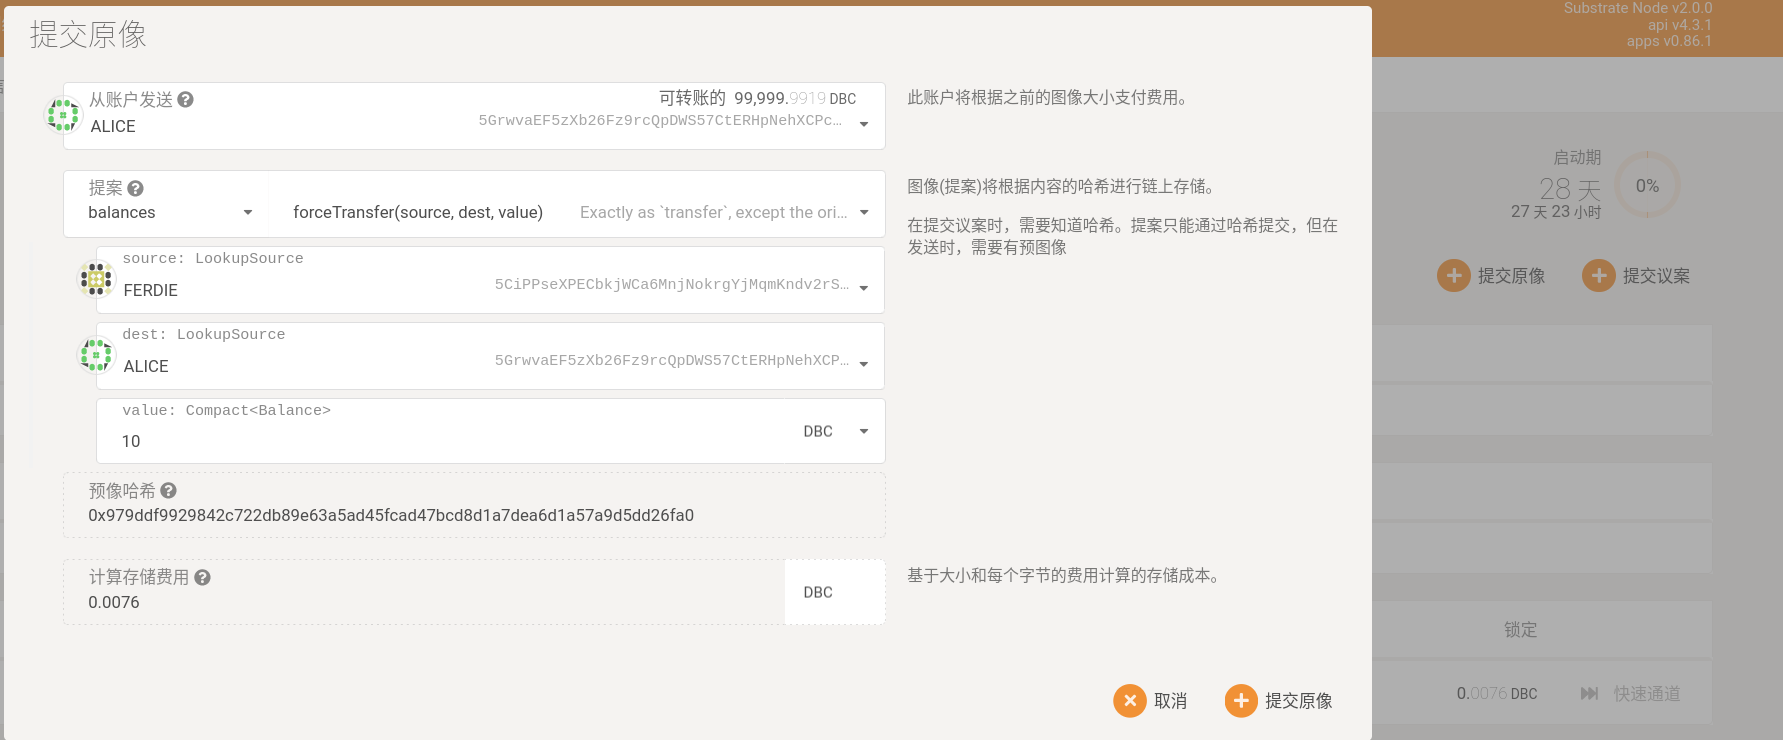 Substrate Node v2.0.0
api v4.3.1
apps v0.86.1
提交原像
从账户发送
可转账的 99,999.9919 DBC
ALICE
5GrwvaEF5zXb26Fz9rcQpDWS57CtERHpNehXCPc…
此账户将根据之前的图像大小支付费用。
提案
balances
forceTransfer(source, dest, value)
Exactly as `transfer`, except the ori…
图像(提案)将根据内容的哈希进行链上存储。
在提交议案时，需要知道哈希。提案只能通过哈希提交，但在
发送时，需要有预图像
source: LookupSource
FERDIE
5CiPPseXPECbkjWCa6MnjNokrgYjMqmKndv2rS…
dest: LookupSource
ALICE
5GrwvaEF5zXb26Fz9rcQpDWS57CtERHpNehXCP…
value: Compact<Balance>
10
DBC
预像哈希
0x979ddf9929842c722db89e63a5ad45fcad47bcd8d1a7dea6d1a57a9d5dd26fa0
计算存储费用
0.0076
DBC
基于大小和每个字节的费用计算的存储成本。
取消
提交原像
启动期
28 天
27 天 23 小时
0%
提交原像
提交议案
锁定
0.0076 DBC
快速通道